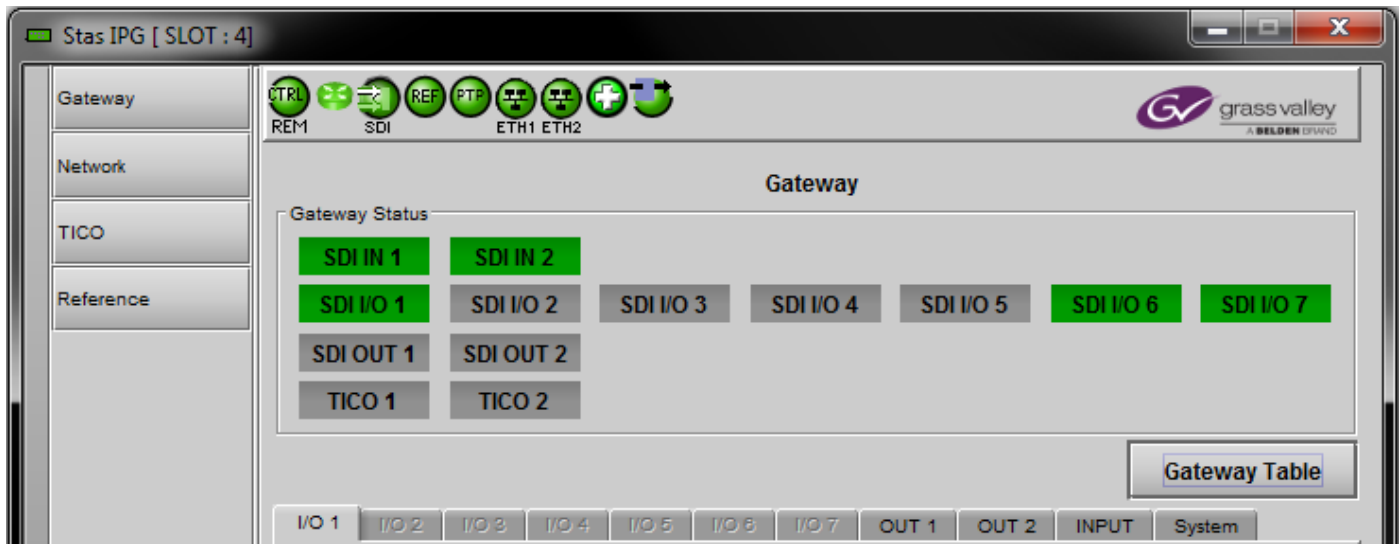 Stas IPG [ SLOT : 4]
Gateway
Network
TICO
Reference
CTRL REF PTP
REM SDI ETH1 ETH2
GV grass valley
A BELDEN BRAND
Gateway
Gateway Status
SDI IN 1 SDI IN 2
SDI I/O 1 SDI I/O 2 SDI I/O 3 SDI I/O 4 SDI I/O 5 SDI I/O 6 SDI I/O 7
SDI OUT 1 SDI OUT 2
TICO 1 TICO 2
Gateway Table
I/O 1 I/O 2 I/O 3 I/O 4 I/O 5 I/O 6 I/O 7 OUT 1 OUT 2 INPUT System